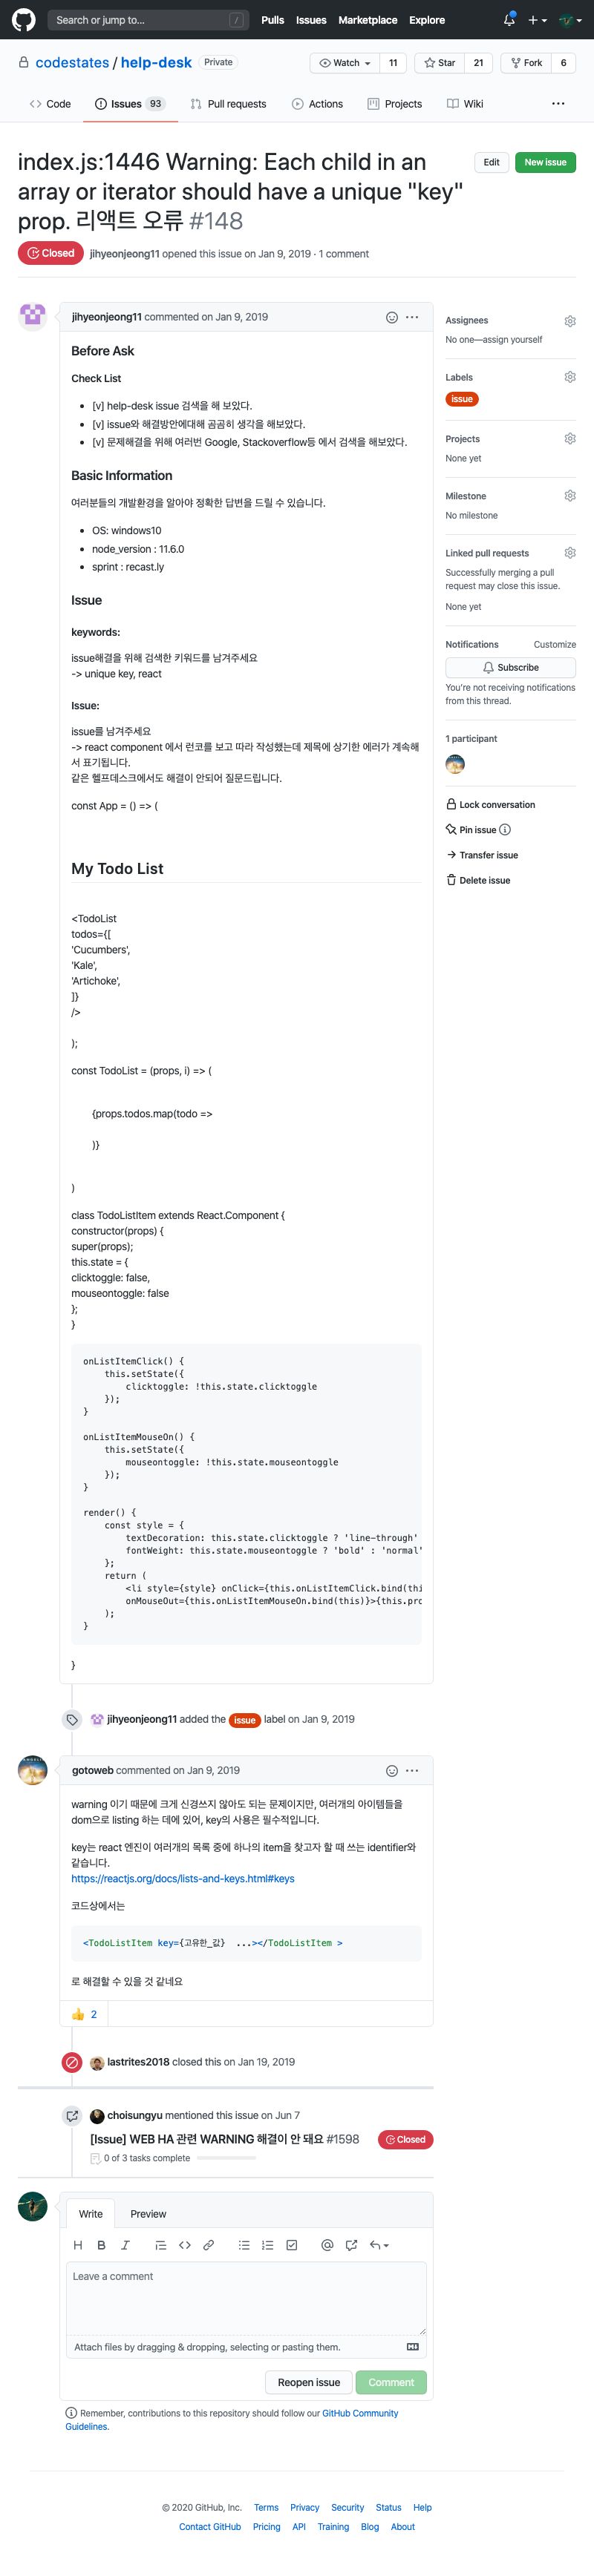 Search or jump to...
/
Pulls Issues Marketplace Explore
codestates / help-desk Private
Watch 11 Star 21 Fork 6
Code Issues 93 Pull requests Actions Projects Wiki
index.js:1446 Warning: Each child in an
array or iterator should have a unique "key"
prop. 리액트 오류 #148
Edit New issue
Closed jihyeonjeong11 opened this issue on Jan 9, 2019 · 1 comment
jihyeonjeong11 commented on Jan 9, 2019
Before Ask
Check List
• [v] help-desk issue 검색을 해 보았다.
• [v] issue와 해결방안에대해 곰곰히 생각을 해보았다.
• [v] 문제해결을 위해 여러번 Google, Stackoverflow등 에서 검색을 해보았다.
Basic Information
여러분들의 개발환경을 알아야 정확한 답변을 드릴 수 있습니다.
• OS: windows10
• node_version : 11.6.0
• sprint : recast.ly
Issue
keywords:
issue해결을 위해 검색한 키워드를 남겨주세요
-> unique key, react
Issue:
issue를 남겨주세요
-> react component 에서 런코를 보고 따라 작성했는데 제목에 상기한 에러가 계속해
서 표기됩니다.
같은 헬프데스크에서도 해결이 안되어 질문드립니다.
const App = () => (
My Todo List
<TodoList
todos={[
'Cucumbers',
'Kale',
'Artichoke',
]}
/>
);
const TodoList = (props, i) => (
{props.todos.map(todo =>
)}
)
class TodoListItem extends React.Component {
constructor(props) {
super(props);
this.state = {
clicktoggle: false,
mouseontoggle: false
};
}
onListItemClick() {
this.setState({
clicktoggle: !this.state.clicktoggle
});
}
onListItemMouseOn() {
this.setState({
mouseontoggle: !this.state.mouseontoggle
});
}
render() {
const style = {
textDecoration: this.state.clicktoggle ? 'line-through'
fontWeight: this.state.mouseontoggle ? 'bold' : 'normal'
};
return (
<li style={style} onClick={this.onListItemClick.bind(thi
onMouseOut={this.onListItemMouseOn.bind(this)}>{this.pro
);
}
}
jihyeonjeong11 added the issue label on Jan 9, 2019
gotoweb commented on Jan 9, 2019
warning 이기 때문에 크게 신경쓰지 않아도 되는 문제이지만, 여러개의 아이템들을
dom으로 listing 하는 데에 있어, key의 사용은 필수적입니다.
key는 react 엔진이 여러개의 목록 중에 하나의 item을 찾고자 할 때 쓰는 identifier와
같습니다.
https://reactjs.org/docs/lists-and-keys.html#keys
코드상에서는
<TodoListItem key={고유한_값} ...></TodoListItem >
로 해결할 수 있을 것 같네요
👍 2
lastrites2018 closed this on Jan 19, 2019
choisungyu mentioned this issue on Jun 7
[Issue] WEB HA 관련 WARNING 해결이 안 돼요 #1598 Closed
0 of 3 tasks complete
Write Preview
H B I
Leave a comment
Attach files by dragging & dropping, selecting or pasting them.
Reopen issue Comment
Remember, contributions to this repository should follow our GitHub Community
Guidelines.
Assignees
No one—assign yourself
Labels
issue
Projects
None yet
Milestone
No milestone
Linked pull requests
Successfully merging a pull
request may close this issue.
None yet
Notifications Customize
Subscribe
You're not receiving notifications
from this thread.
1 participant
Lock conversation
Pin issue
Transfer issue
Delete issue
© 2020 GitHub, Inc. Terms Privacy Security Status Help
Contact GitHub Pricing API Training Blog About